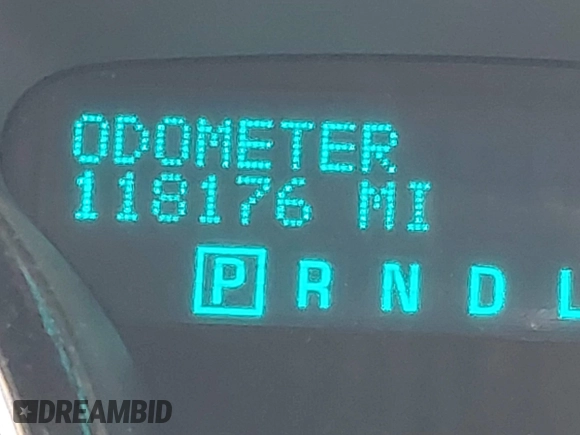 ODOMETER
118176 MI
P R N D L
DREAMBID